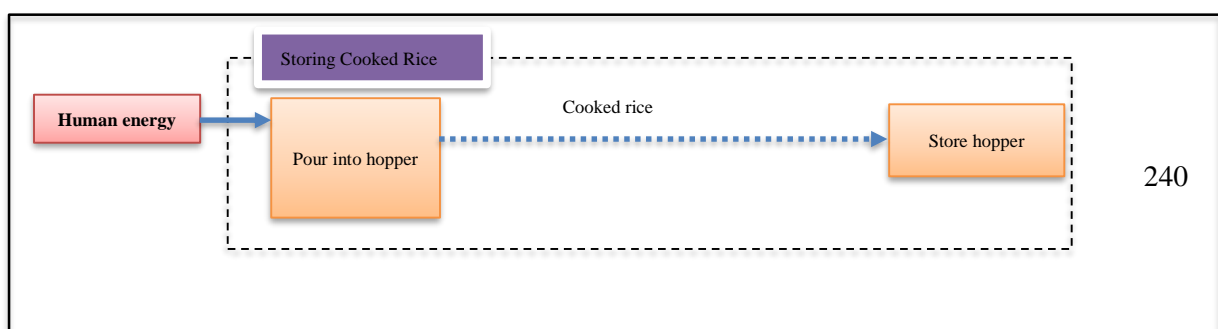 Storing Cooked Rice
Human energy
Cooked rice
Pour into hopper
Store hopper
240